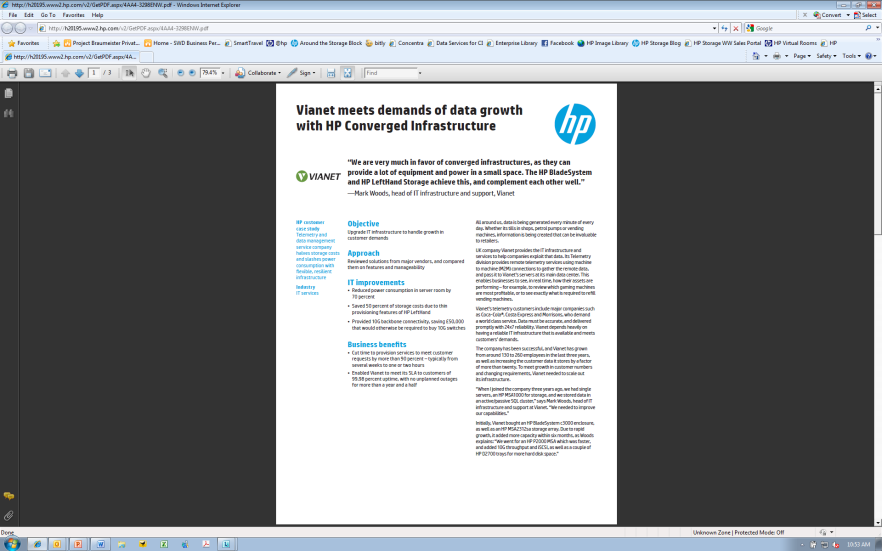 http://h20195.www2.hp.com/v2/GetPDF.aspx/4AA4-3298ENW.pdf - Windows Internet Explorer
File Edit Go To Favorites Help
Convert Select
http://h20195.www2.hp.com/v2/GetPDF.aspx/4AA4-3298ENW.pdf
Google
Favorites Project Braumeister Privat... Home - SWD Business Per... SmartTravel @hp Around the Storage Block bitly Concentra Data Services for CI Enterprise Library Facebook HP Image Library HP Storage Blog HP Storage WW Sales Portal HP Virtual Rooms HP
http://h20195.www2.hp.com/v2/GetPDF.aspx/4A...
Page Safety Tools
1 / 3 79.4% Collaborate Sign Find
Vianet meets demands of data growth
with HP Converged Infrastructure
hp
"We are very much in favor of converged infrastructures, as they can
provide a lot of equipment and power in a small space. The HP BladeSystem
and HP LeftHand Storage achieve this, and complement each other well."
—Mark Woods, head of IT infrastructure and support, Vianet
VIANET
HP customer
case study
Telemetry and
data management
service company
halves storage costs
and slashes power
consumption with
flexible, resilient
infrastructure
Industry
IT services
Objective
Upgrade IT infrastructure to handle growth in
customer demands
Approach
Reviewed solutions from major vendors, and compared
them on features and manageability
IT improvements
• Reduced power consumption in server room by
70 percent
• Saved 50 percent of storage costs due to thin
provisioning features of HP LeftHand
• Provided 10G backbone connectivity, saving £50,000
that would otherwise be required to buy 10G switches
Business benefits
• Cut time to provision services to meet customer
requests by more than 90 percent – typically from
several weeks to one or two hours
• Enabled Vianet to meet its SLA to customers of
99.98 percent uptime, with no unplanned outages
for more than a year and a half
All around us, data is being generated every minute of every
day. Whether its tills in shops, petrol pumps or vending
machines, information is being created that can be invaluable
to retailers.
UK company Vianet provides the IT infrastructure and
services to help companies exploit that data. Its Telemetry
division provides remote telemetry services using machine
to machine (M2M) connections to gather the remote data,
and pass it to Vianet's servers at its main data center. This
enables businesses to see, in real time, how their assets are
performing – for example, to review which gaming machines
are most profitable, or to see exactly what is required to refill
vending machines.
Vianet's telemetry customers include major companies such
as Coca-Cola®, Costa Express and Morrisons, who demand
a world class service. Data must be accurate, and delivered
promptly with 24x7 reliability. Vianet depends heavily on
having a reliable IT infrastructure that is available and meets
customers' demands.
The company has been successful, and Vianet has grown
from around 130 to 260 employees in the last three years,
as well as increasing the customer data it stores by a factor
of more than twenty. To meet growth in customer numbers
and changing requirements, Vianet needed to scale out
its infrastructure.
"When I joined the company three years ago, we had single
servers, an HP MSA1000 for storage, and we stored data in
an active/passive SQL cluster," says Mark Woods, head of IT
infrastructure and support at Vianet. "We needed to improve
our capabilities."
Initially, Vianet bought an HP BladeSystem c3000 enclosure,
as well as an HP MSA2312sa storage array. Due to rapid
growth, it added more capacity within six months, as Woods
explains: "We went for an HP P2000 MSA which was faster,
and added 10G throughput and iSCSI, as well as a couple of
HP D2700 trays for more hard disk space."
Done
Unknown Zone | Protected Mode: Off
10:53 AM